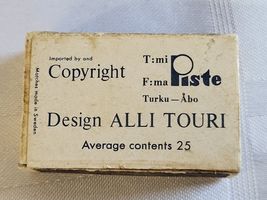 Imported by and
Copyright
T:mi
F:ma
Piste
Turku — Åbo
Design ALLI TOURI
Average contents 25
Matches made in Sweden